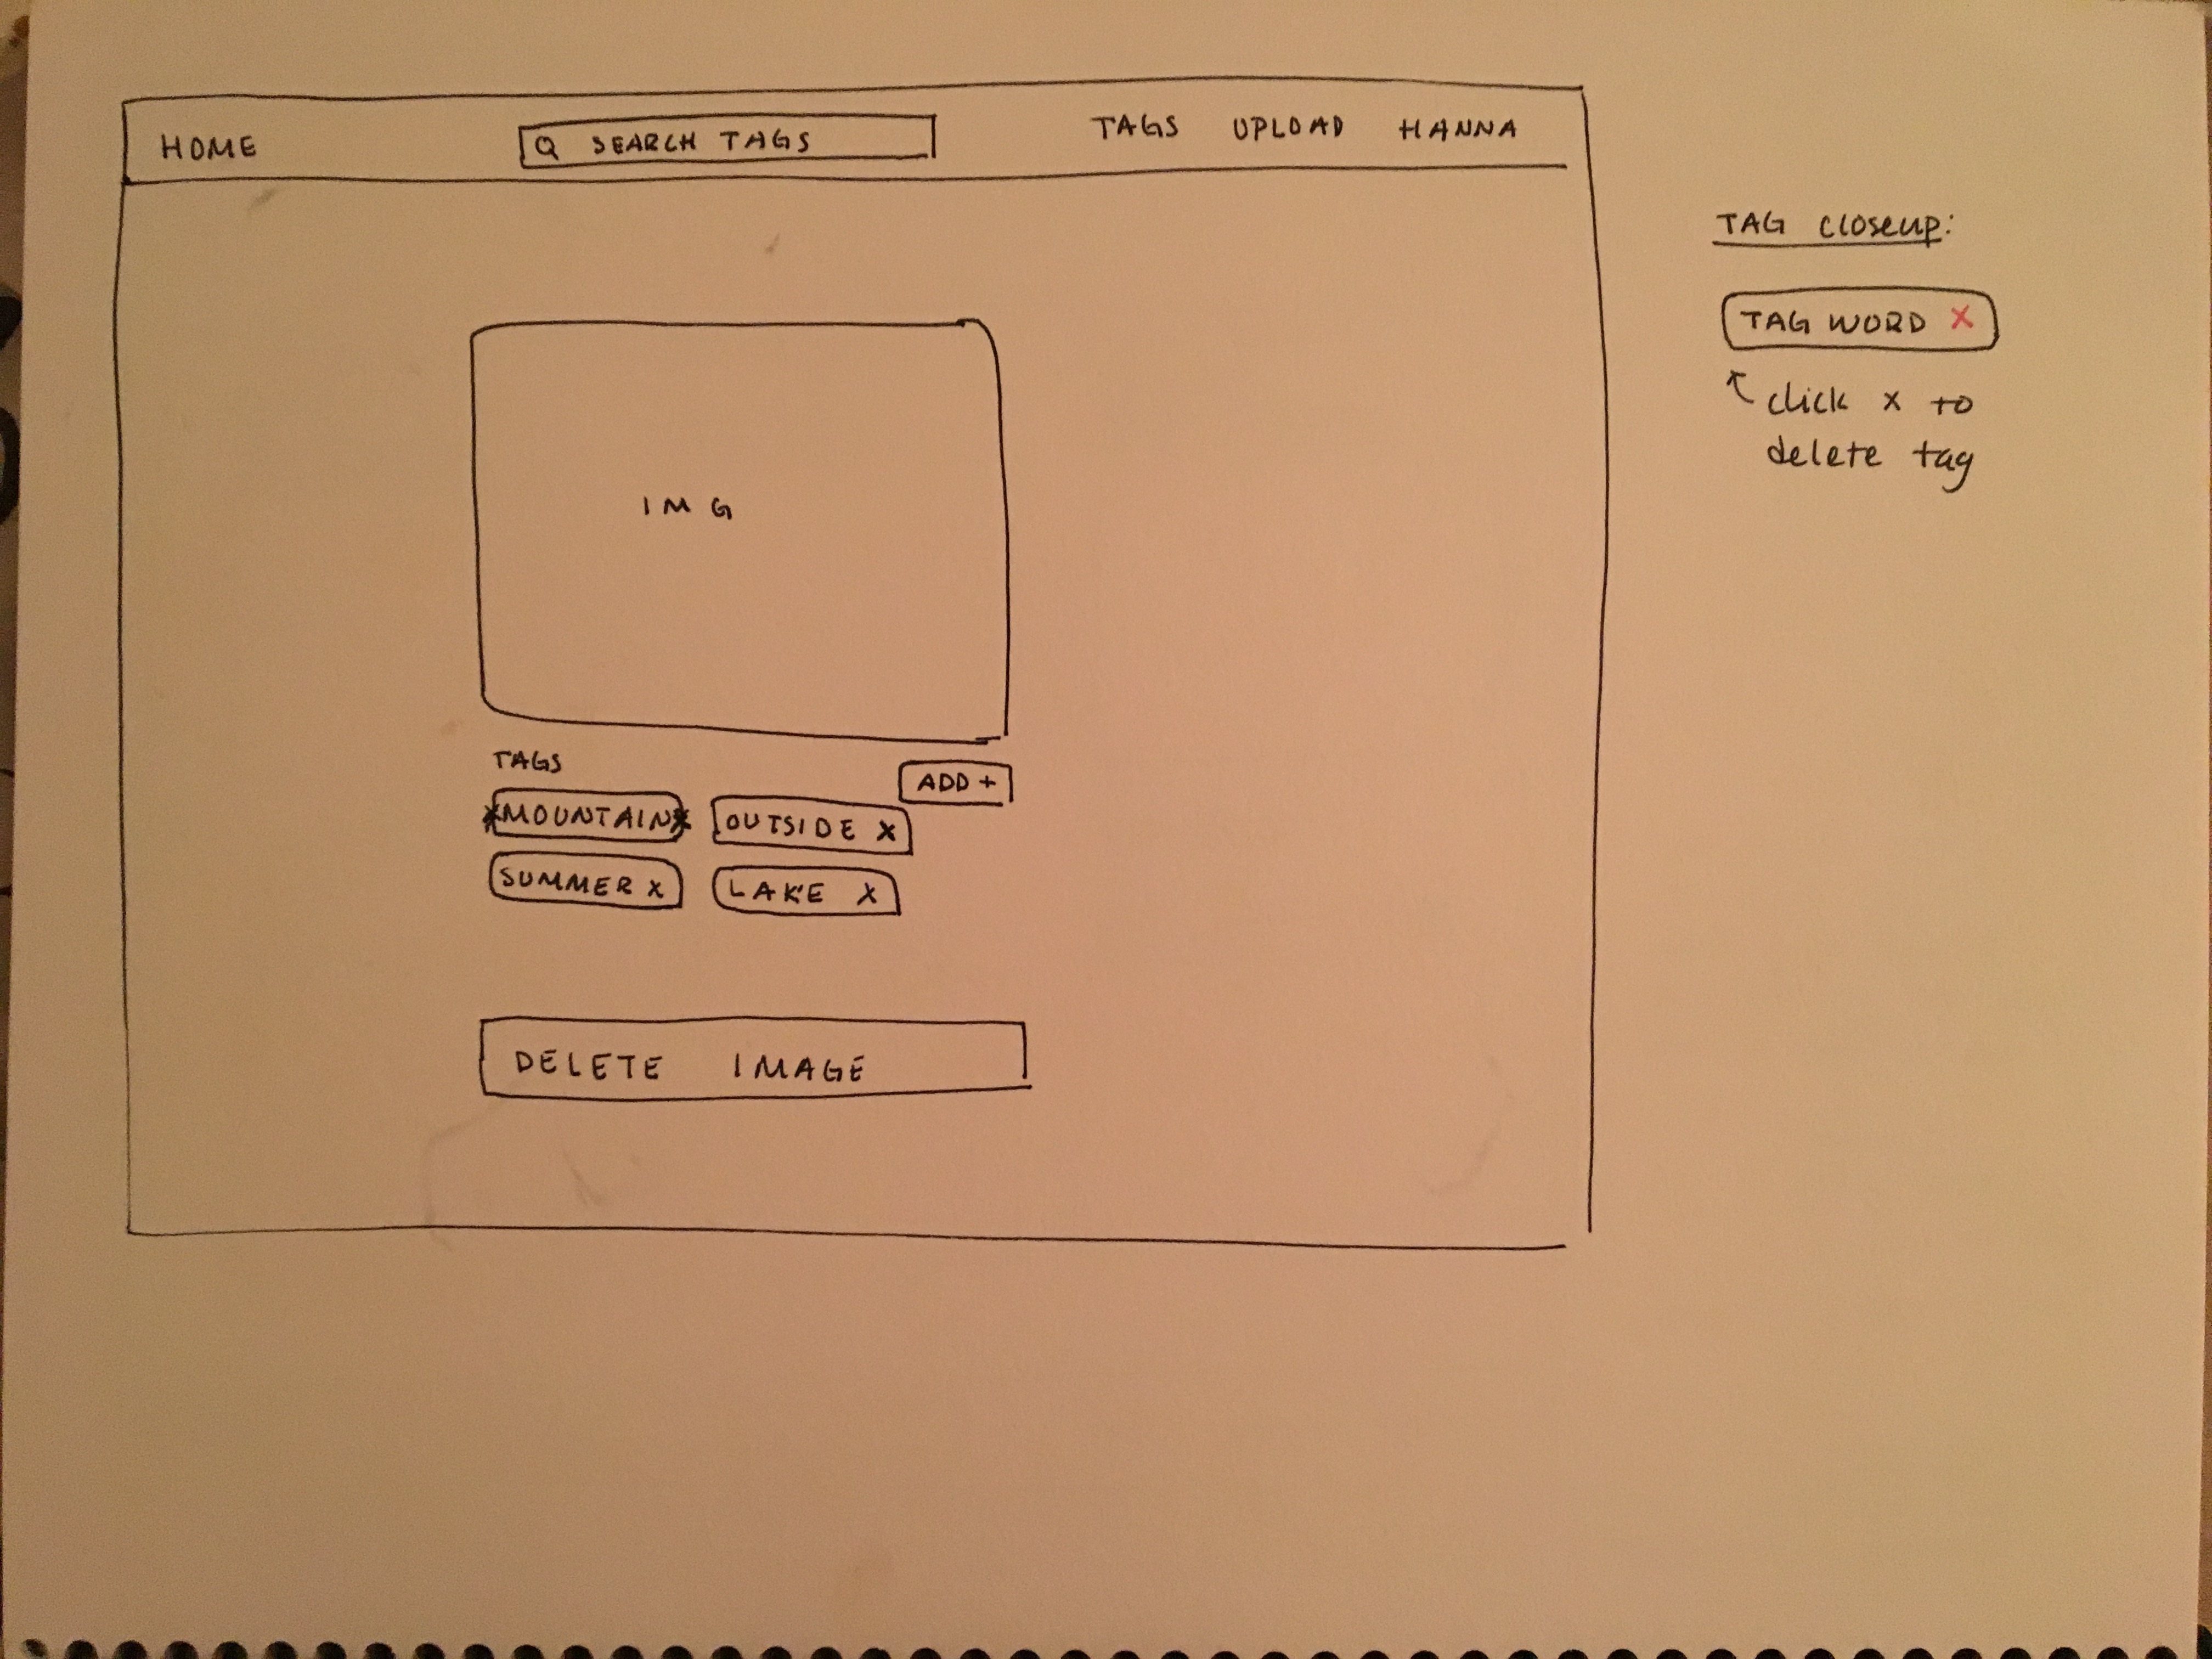 HOME
Q SEARCH TAGS
TAGS UPLOAD HANNA
TAG closeup:
TAG WORD X
click x to
delete tag
IMG
TAGS
ADD +
MOUNTAIN X
OUTSIDE X
SUMMER X
LAKE X
DELETE IMAGE